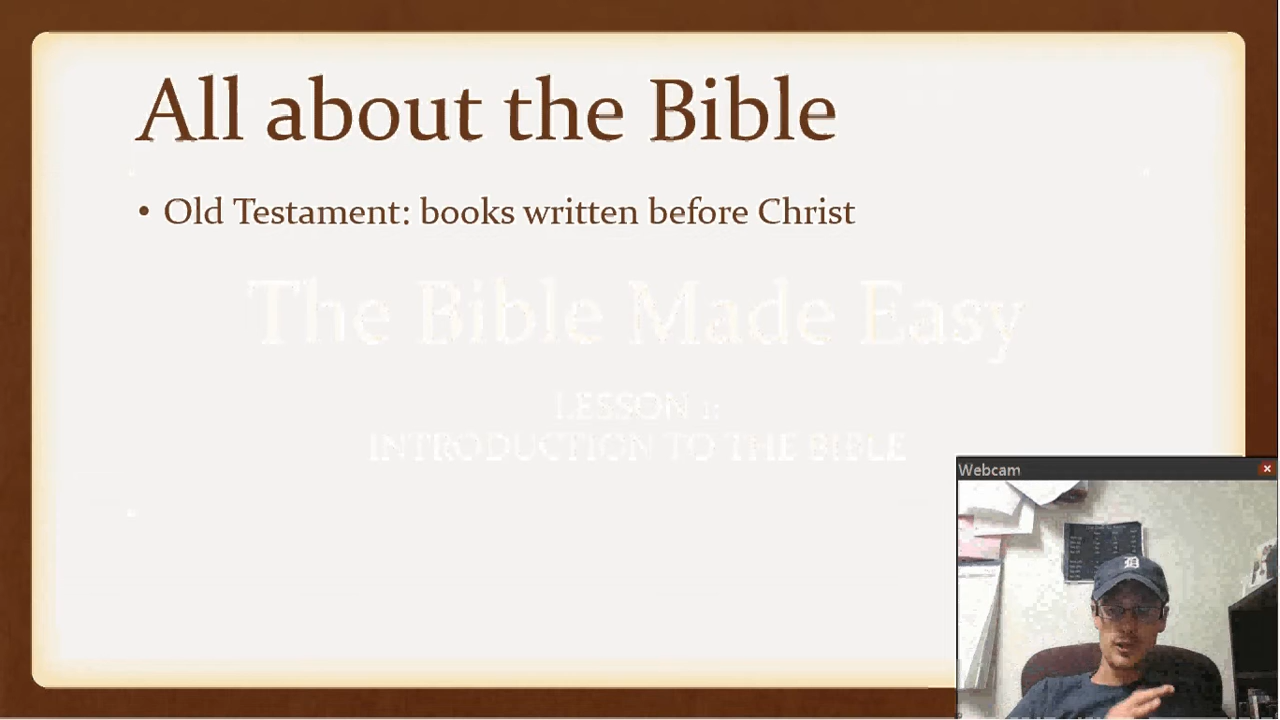 All about the Bible
• Old Testament: books written before Christ
The Bible Made Easy
LESSON 1:
INTRODUCTION TO THE BIBLE
Webcam
D